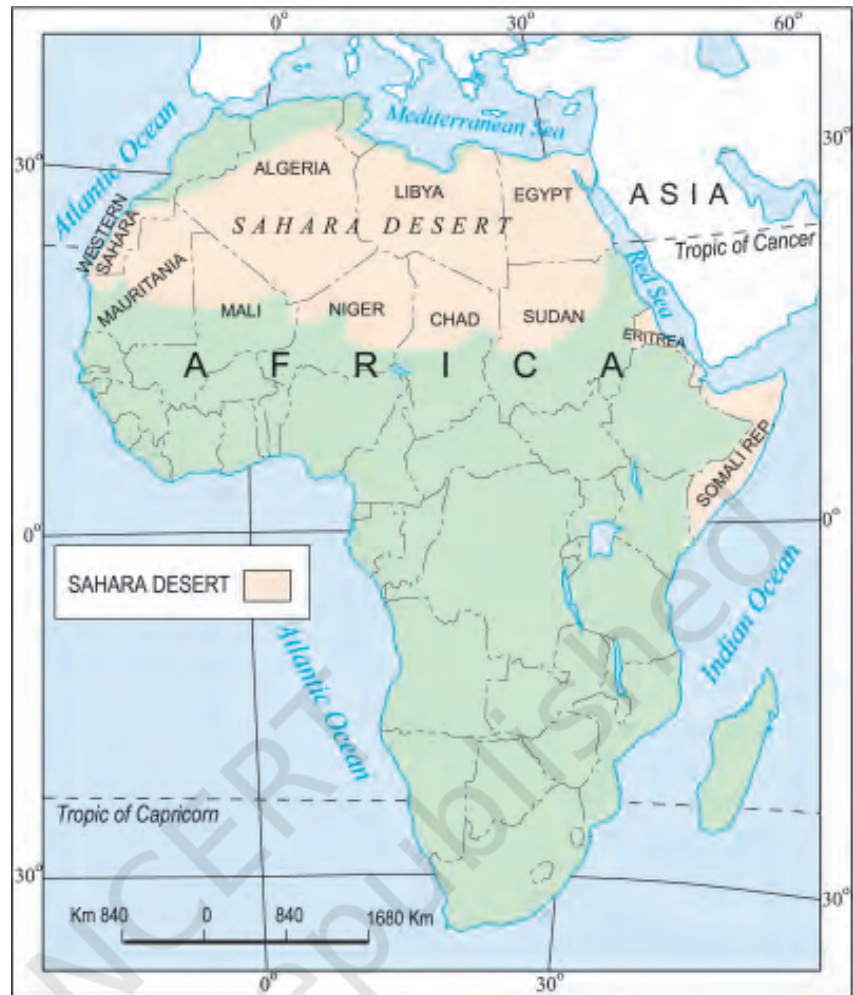 0° 30° 60°
Atlantic Ocean
Mediterranean Sea
30° 30°
ALGERIA
LIBYA
EGYPT
ASIA
WESTERN
SAHARA
SAHARA DESERT
Tropic of Cancer
Red Sea
MAURITANIA
MALI
NIGER
CHAD
SUDAN
ERITREA
AFRICA
SOMALI REP.
0° 0°
SAHARA DESERT
Atlantic Ocean
Indian Ocean
Tropic of Capricorn
30° 30°
Km 840 0 840 1680 Km
0° 30°
NCERT
republished